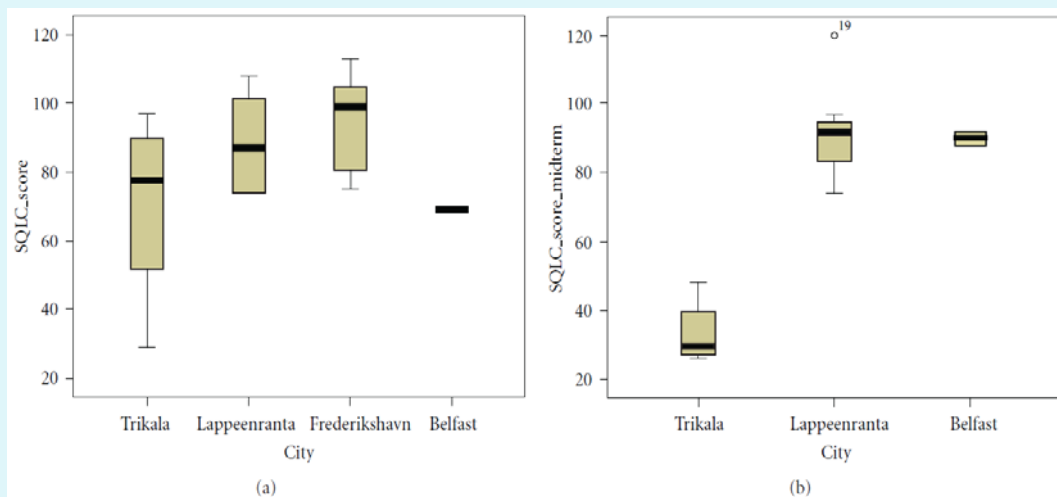 SQLC_score
120
100
80
60
40
20
Trikala Lappeenranta Frederikshavn Belfast
City
(a)
SQLC_score_midterm
120
100
80
60
40
20
19
Trikala Lappeenranta Belfast
City
(b)